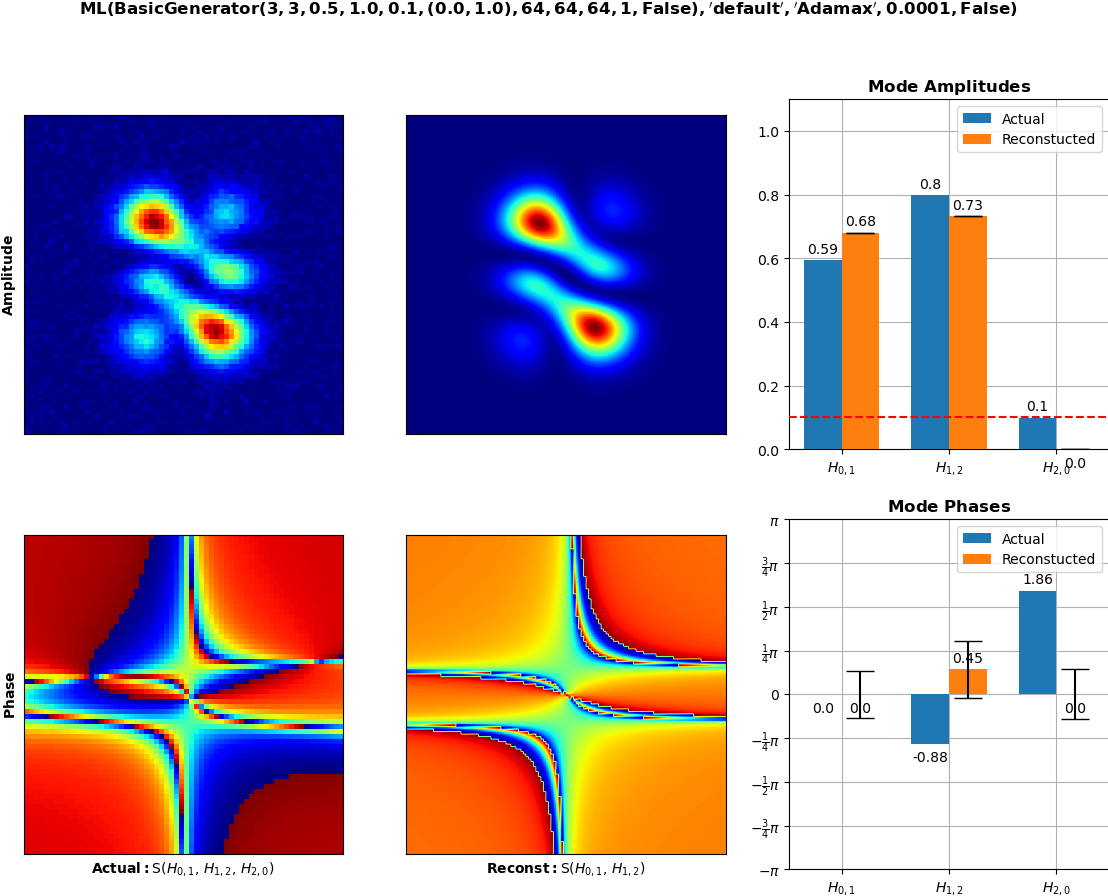 ML(BasicGenerator(3, 3, 0.5, 1.0, 0.1, (0.0, 1.0), 64, 64, 64, 1, False), ′default′, ′Adamax′, 0.0001, False)
Mode Amplitudes
Amplitude
1.0
0.8
0.6
0.4
0.2
0.0
Actual
Reconstucted
0.59
0.68
0.8
0.73
0.1
0.0
H0,1
H1,2
H2,0
Mode Phases
Phase
π
3/4π
1/2π
1/4π
0
−1/4π
−1/2π
−3/4π
−π
Actual
Reconstucted
0.0
0.0
-0.88
0.45
1.86
0.0
H0,1
H1,2
H2,0
Actual: S(H0,1, H1,2, H2,0)
Reconst: S(H0,1, H1,2)